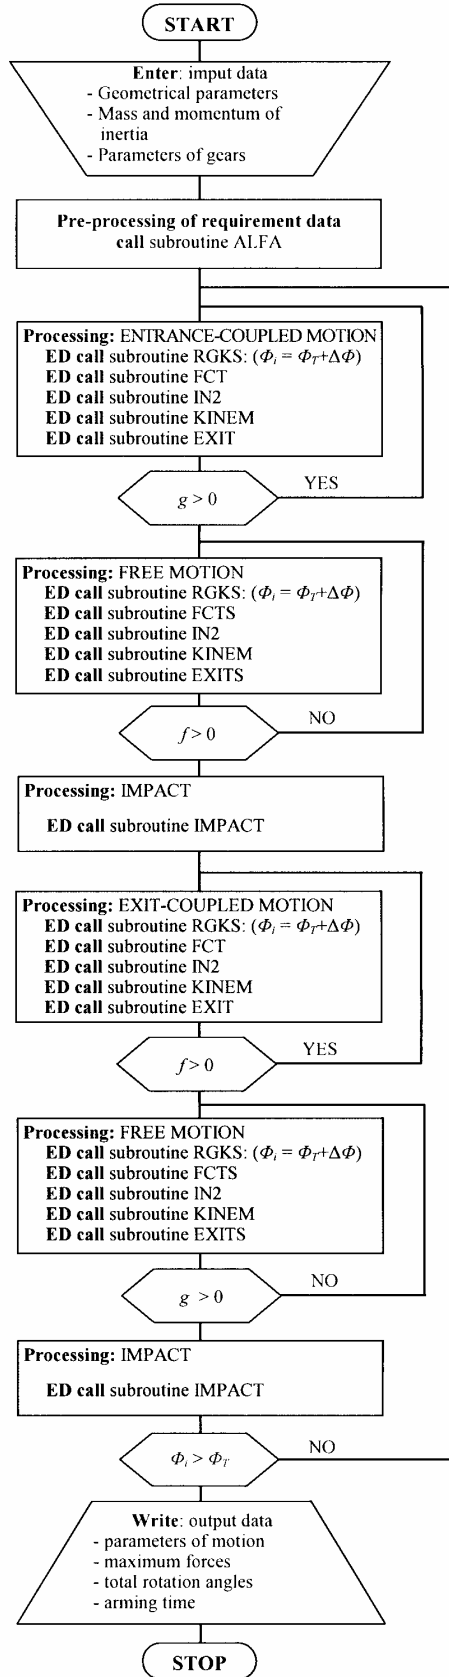 START
Enter: imput data
- Geometrical parameters
- Mass and momentum of
inertia
- Parameters of gears
Pre-processing of requirement data
call subroutine ALFA
Processing: ENTRANCE-COUPLED MOTION
ED call subroutine RGKS: (Φi = ΦT+ΔΦ)
ED call subroutine FCT
ED call subroutine IN2
ED call subroutine KINEM
ED call subroutine EXIT
YES
g > 0
Processing: FREE MOTION
ED call subroutine RGKS: (Φi = ΦT+ΔΦ)
ED call subroutine FCTS
ED call subroutine IN2
ED call subroutine KINEM
ED call subroutine EXITS
NO
f > 0
Processing: IMPACT
ED call subroutine IMPACT
Processing: EXIT-COUPLED MOTION
ED call subroutine RGKS: (Φi = ΦT+ΔΦ)
ED call subroutine FCT
ED call subroutine IN2
ED call subroutine KINEM
ED call subroutine EXIT
YES
f > 0
Processing: FREE MOTION
ED call subroutine RGKS: (Φi = ΦT+ΔΦ)
ED call subroutine FCTS
ED call subroutine IN2
ED call subroutine KINEM
ED call subroutine EXITS
NO
g > 0
Processing: IMPACT
ED call subroutine IMPACT
NO
Φi > ΦT
Write: output data
- parameters of motion
- maximum forces
- total rotation angles
- arming time
STOP